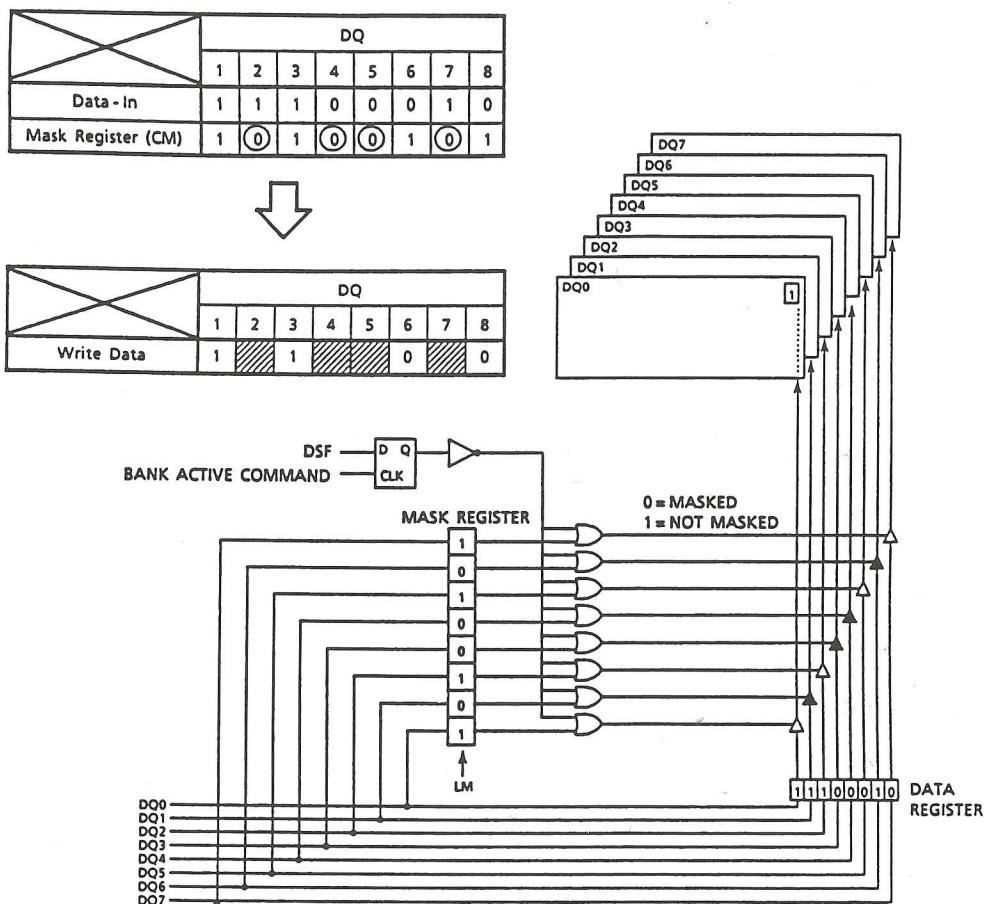 DQ
1 2 3 4 5 6 7 8
Data - In 1 1 1 0 0 0 1 0
Mask Register (CM) 1 0 1 0 0 1 0 1
DQ
1 2 3 4 5 6 7 8
Write Data 1 1 0 0
DQ7
DQ6
DQ5
DQ4
DQ3
DQ2
DQ1
DQ0
1
DSF
D Q
BANK ACTIVE COMMAND
CLK
MASK REGISTER
0 = MASKED
1 = NOT MASKED
1
0
1
0
0
1
0
1
LM
1 1 1 0 0 0 1 0
DATA
REGISTER
DQ0
DQ1
DQ2
DQ3
DQ4
DQ5
DQ6
DQ7